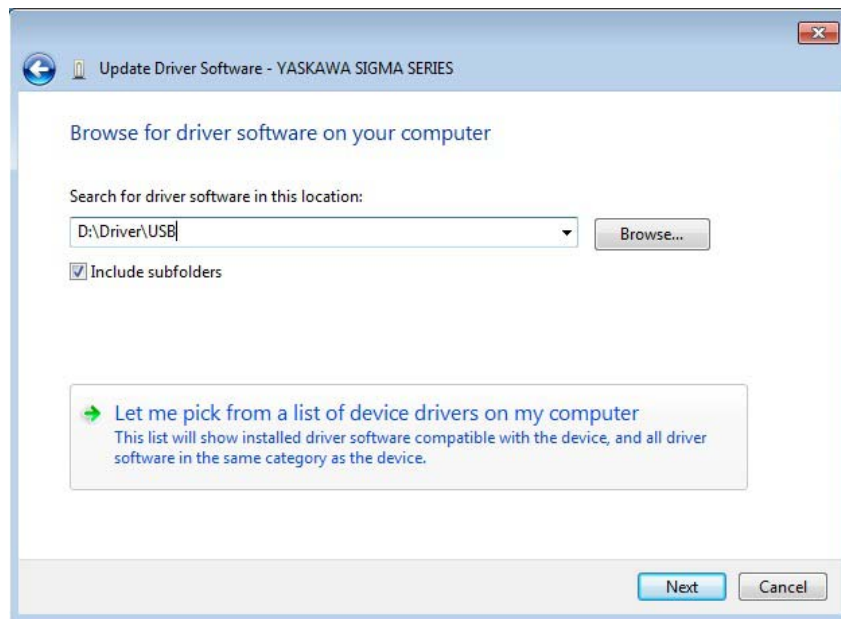 Update Driver Software - YASKAWA SIGMA SERIES
Browse for driver software on your computer
Search for driver software in this location:
D:\Driver\USB
Browse...
Include subfolders
Let me pick from a list of device drivers on my computer
This list will show installed driver software compatible with the device, and all driver
software in the same category as the device.
Next
Cancel